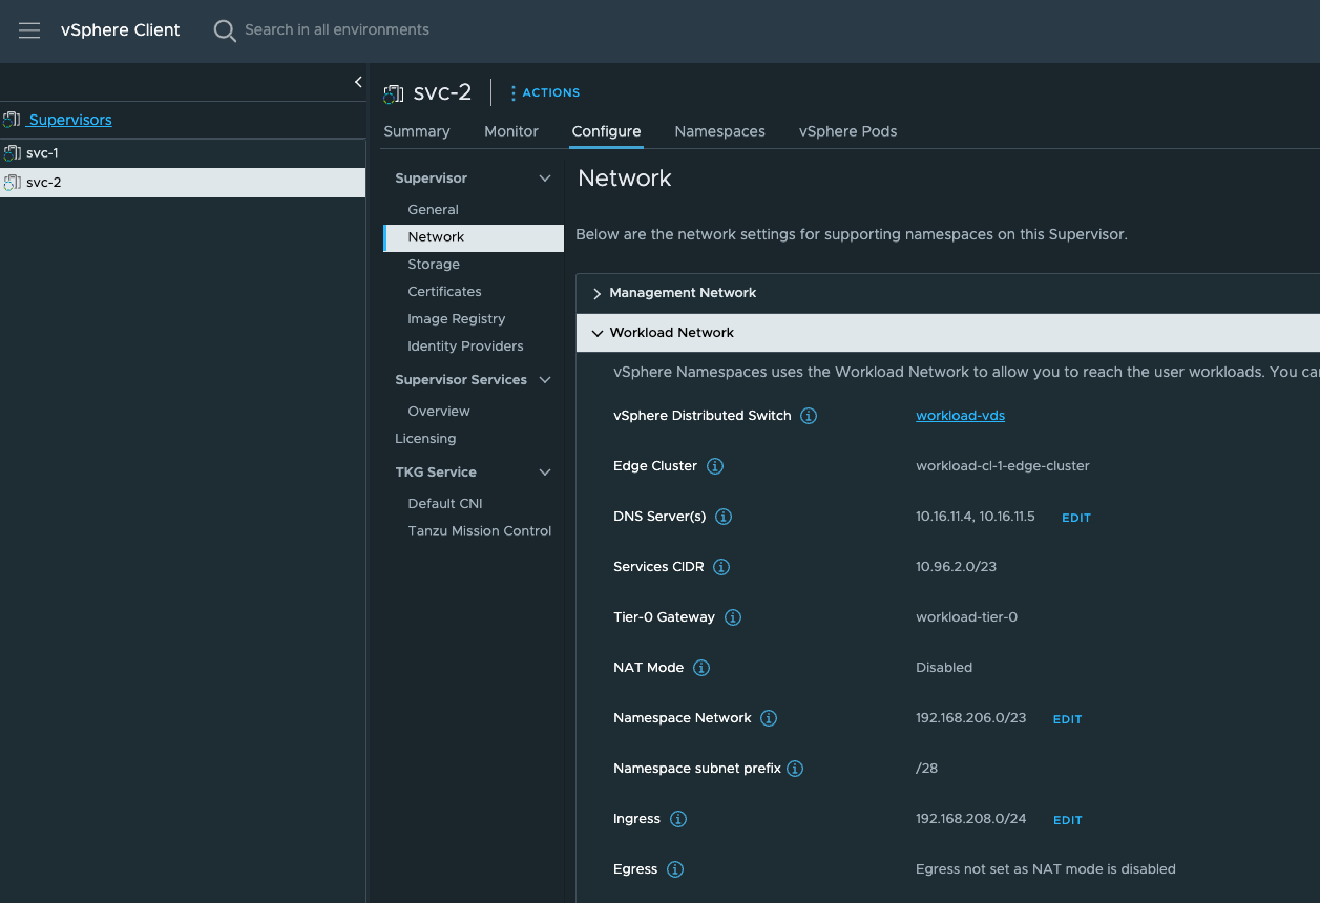 vSphere Client
Search in all environments
Supervisors
svc-1
svc-2
svc-2
ACTIONS
Summary Monitor Configure Namespaces vSphere Pods
Supervisor
General
Network
Storage
Certificates
Image Registry
Identity Providers
Supervisor Services
Overview
Licensing
TKG Service
Default CNI
Tanzu Mission Control
Network
Below are the network settings for supporting namespaces on this Supervisor.
Management Network
Workload Network
vSphere Namespaces uses the Workload Network to allow you to reach the user workloads. You
vSphere Distributed Switch workload-vds
Edge Cluster workload-cl-1-edge-cluster
DNS Server(s) 10.16.11.4, 10.16.11.5 EDIT
Services CIDR 10.96.2.0/23
Tier-0 Gateway workload-tier-0
NAT Mode Disabled
Namespace Network 192.168.206.0/23 EDIT
Namespace subnet prefix /28
Ingress 192.168.208.0/24 EDIT
Egress Egress not set as NAT mode is disabled